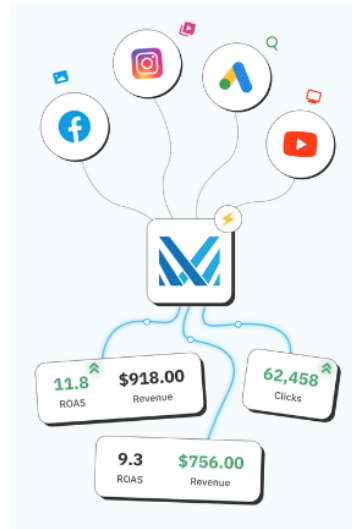 11.8 $918.00
ROAS Revenue
62,458
Clicks
9.3 $756.00
ROAS Revenue